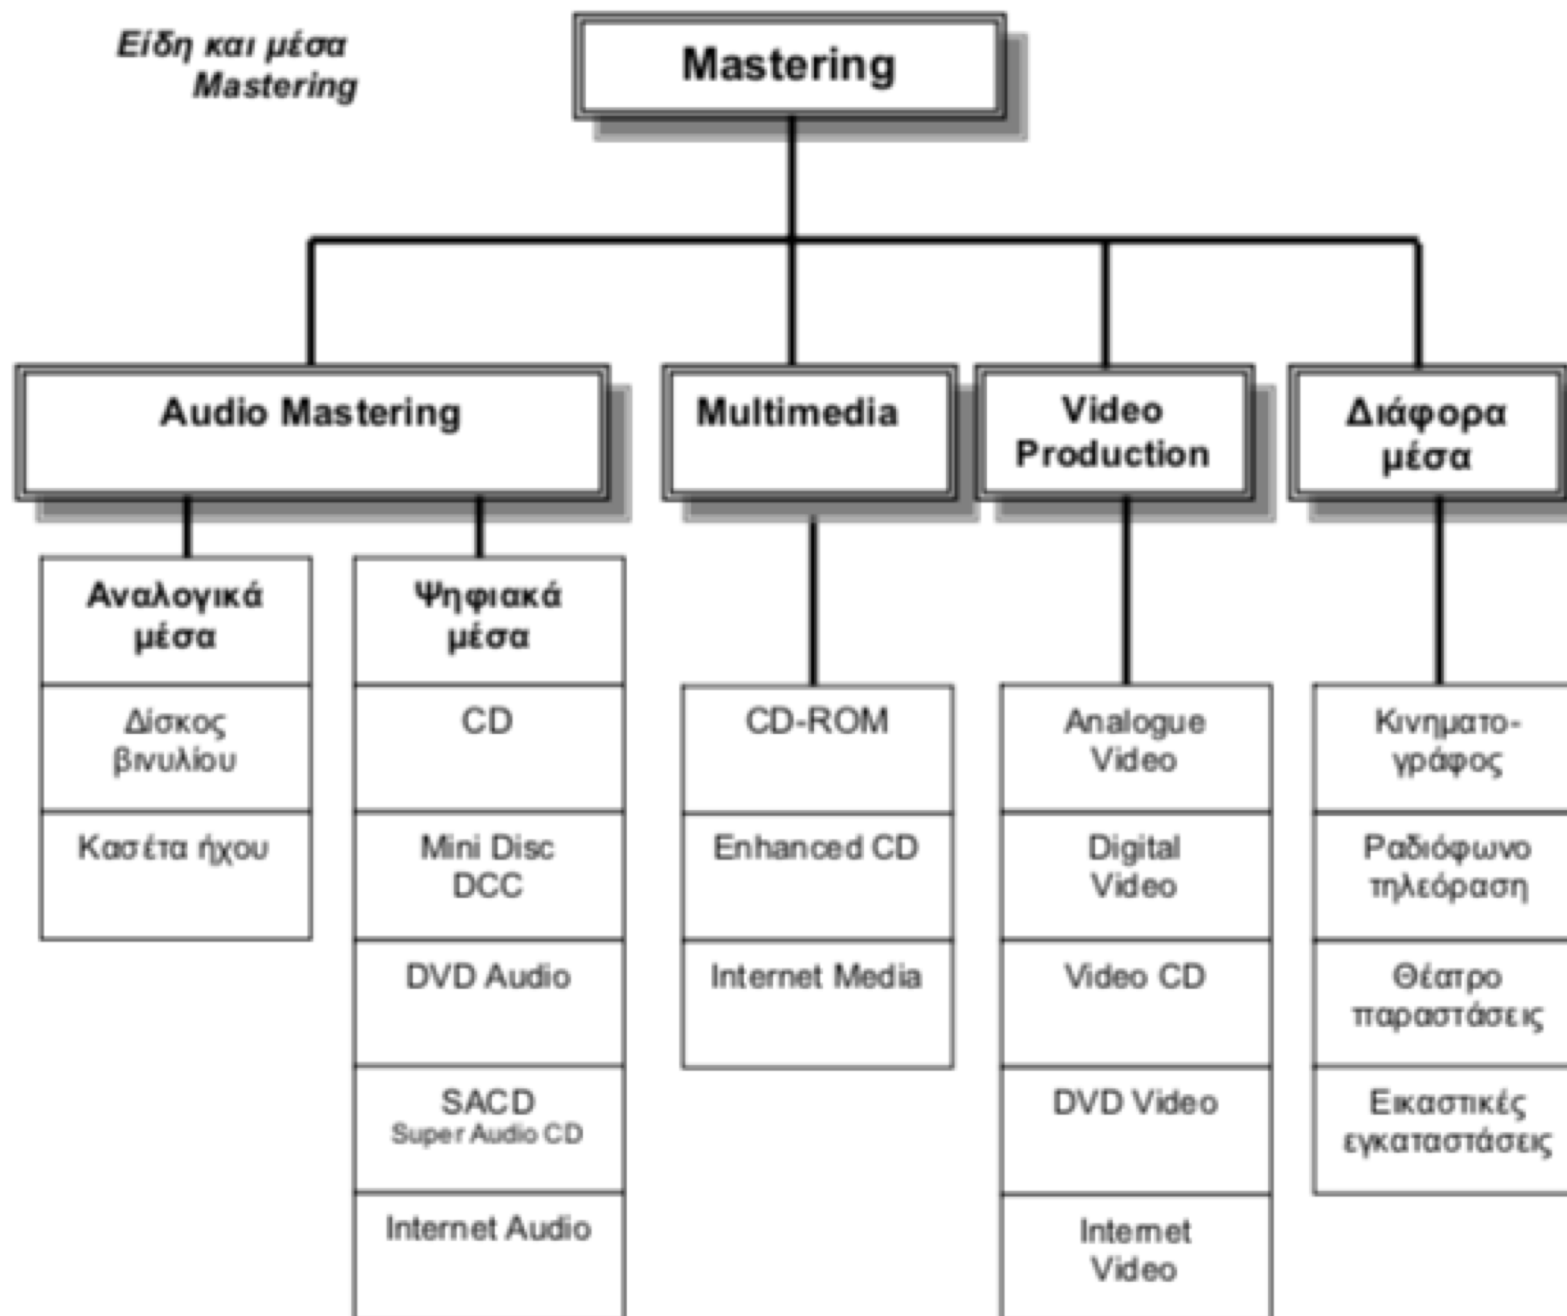 Είδη και μέσα
Mastering
Mastering
Audio Mastering
Multimedia
Video
Production
Διάφορα
μέσα
Αναλογικά
μέσα
Δίσκος
βινυλίου
Κασέτα ήχου
Ψηφιακά
μέσα
CD
Mini Disc
DCC
DVD Audio
SACD
Super Audio CD
Internet Audio
CD-ROM
Enhanced CD
Internet Media
Analogue
Video
Digital
Video
Video CD
DVD Video
Internet
Video
Κινηματο-
γράφος
Ραδιόφωνο
τηλεόραση
Θέατρο
παραστάσεις
Εικαστικές
εγκαταστάσεις